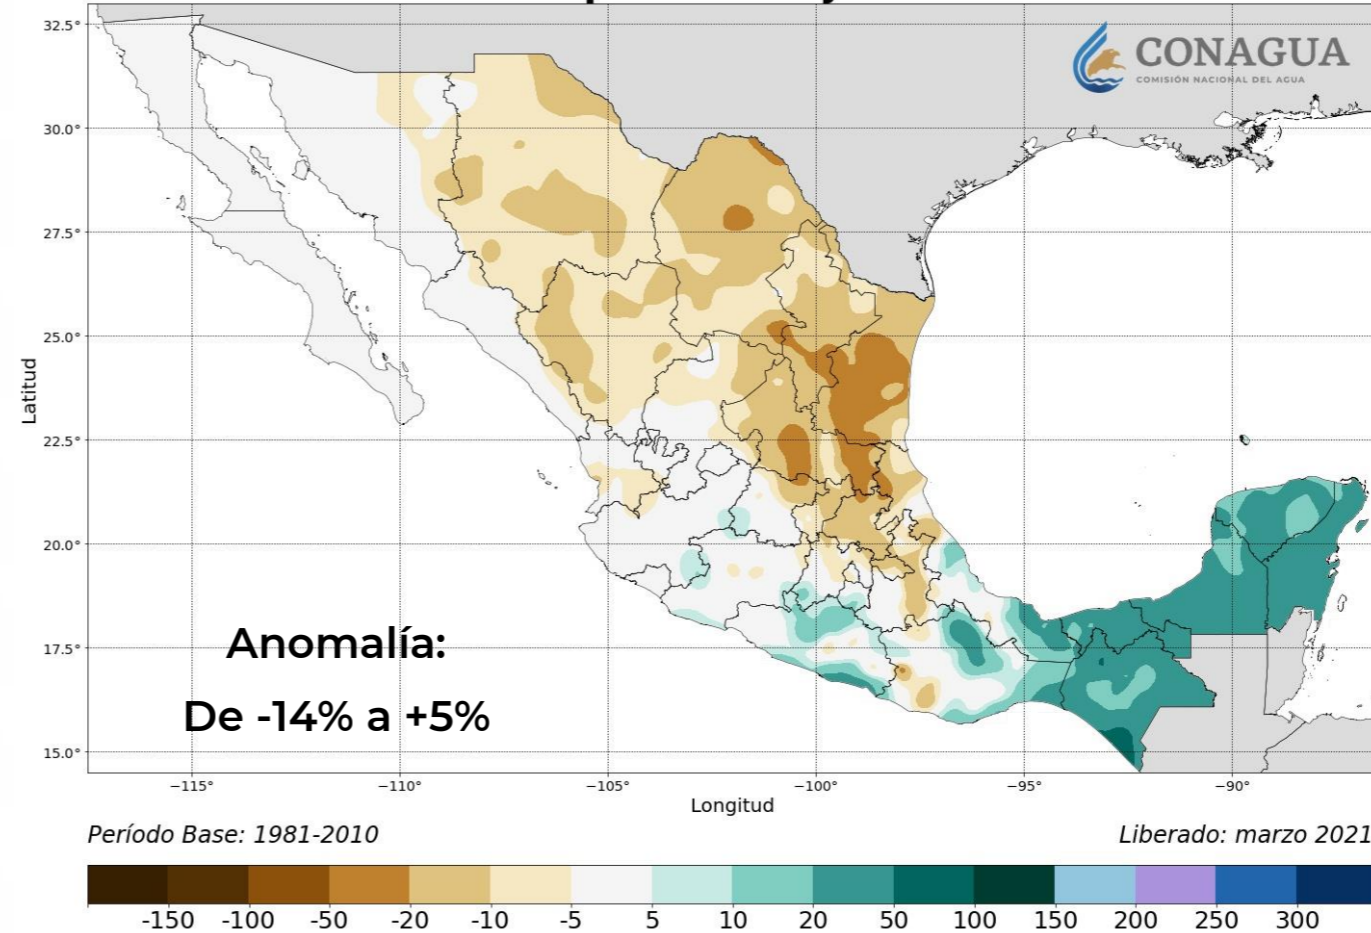 CONAGUA
COMISIÓN NACIONAL DEL AGUA
32.5°
30.0°
27.5°
25.0°
22.5°
20.0°
17.5°
15.0°
Latitud
Anomalía:
De -14% a +5%
−115° −110° −105° −100° −95° −90°
Longitud
Período Base: 1981-2010 Liberado: marzo 2021
-150 -100 -50 -20 -10 -5 5 10 20 50 100 150 200 250 300